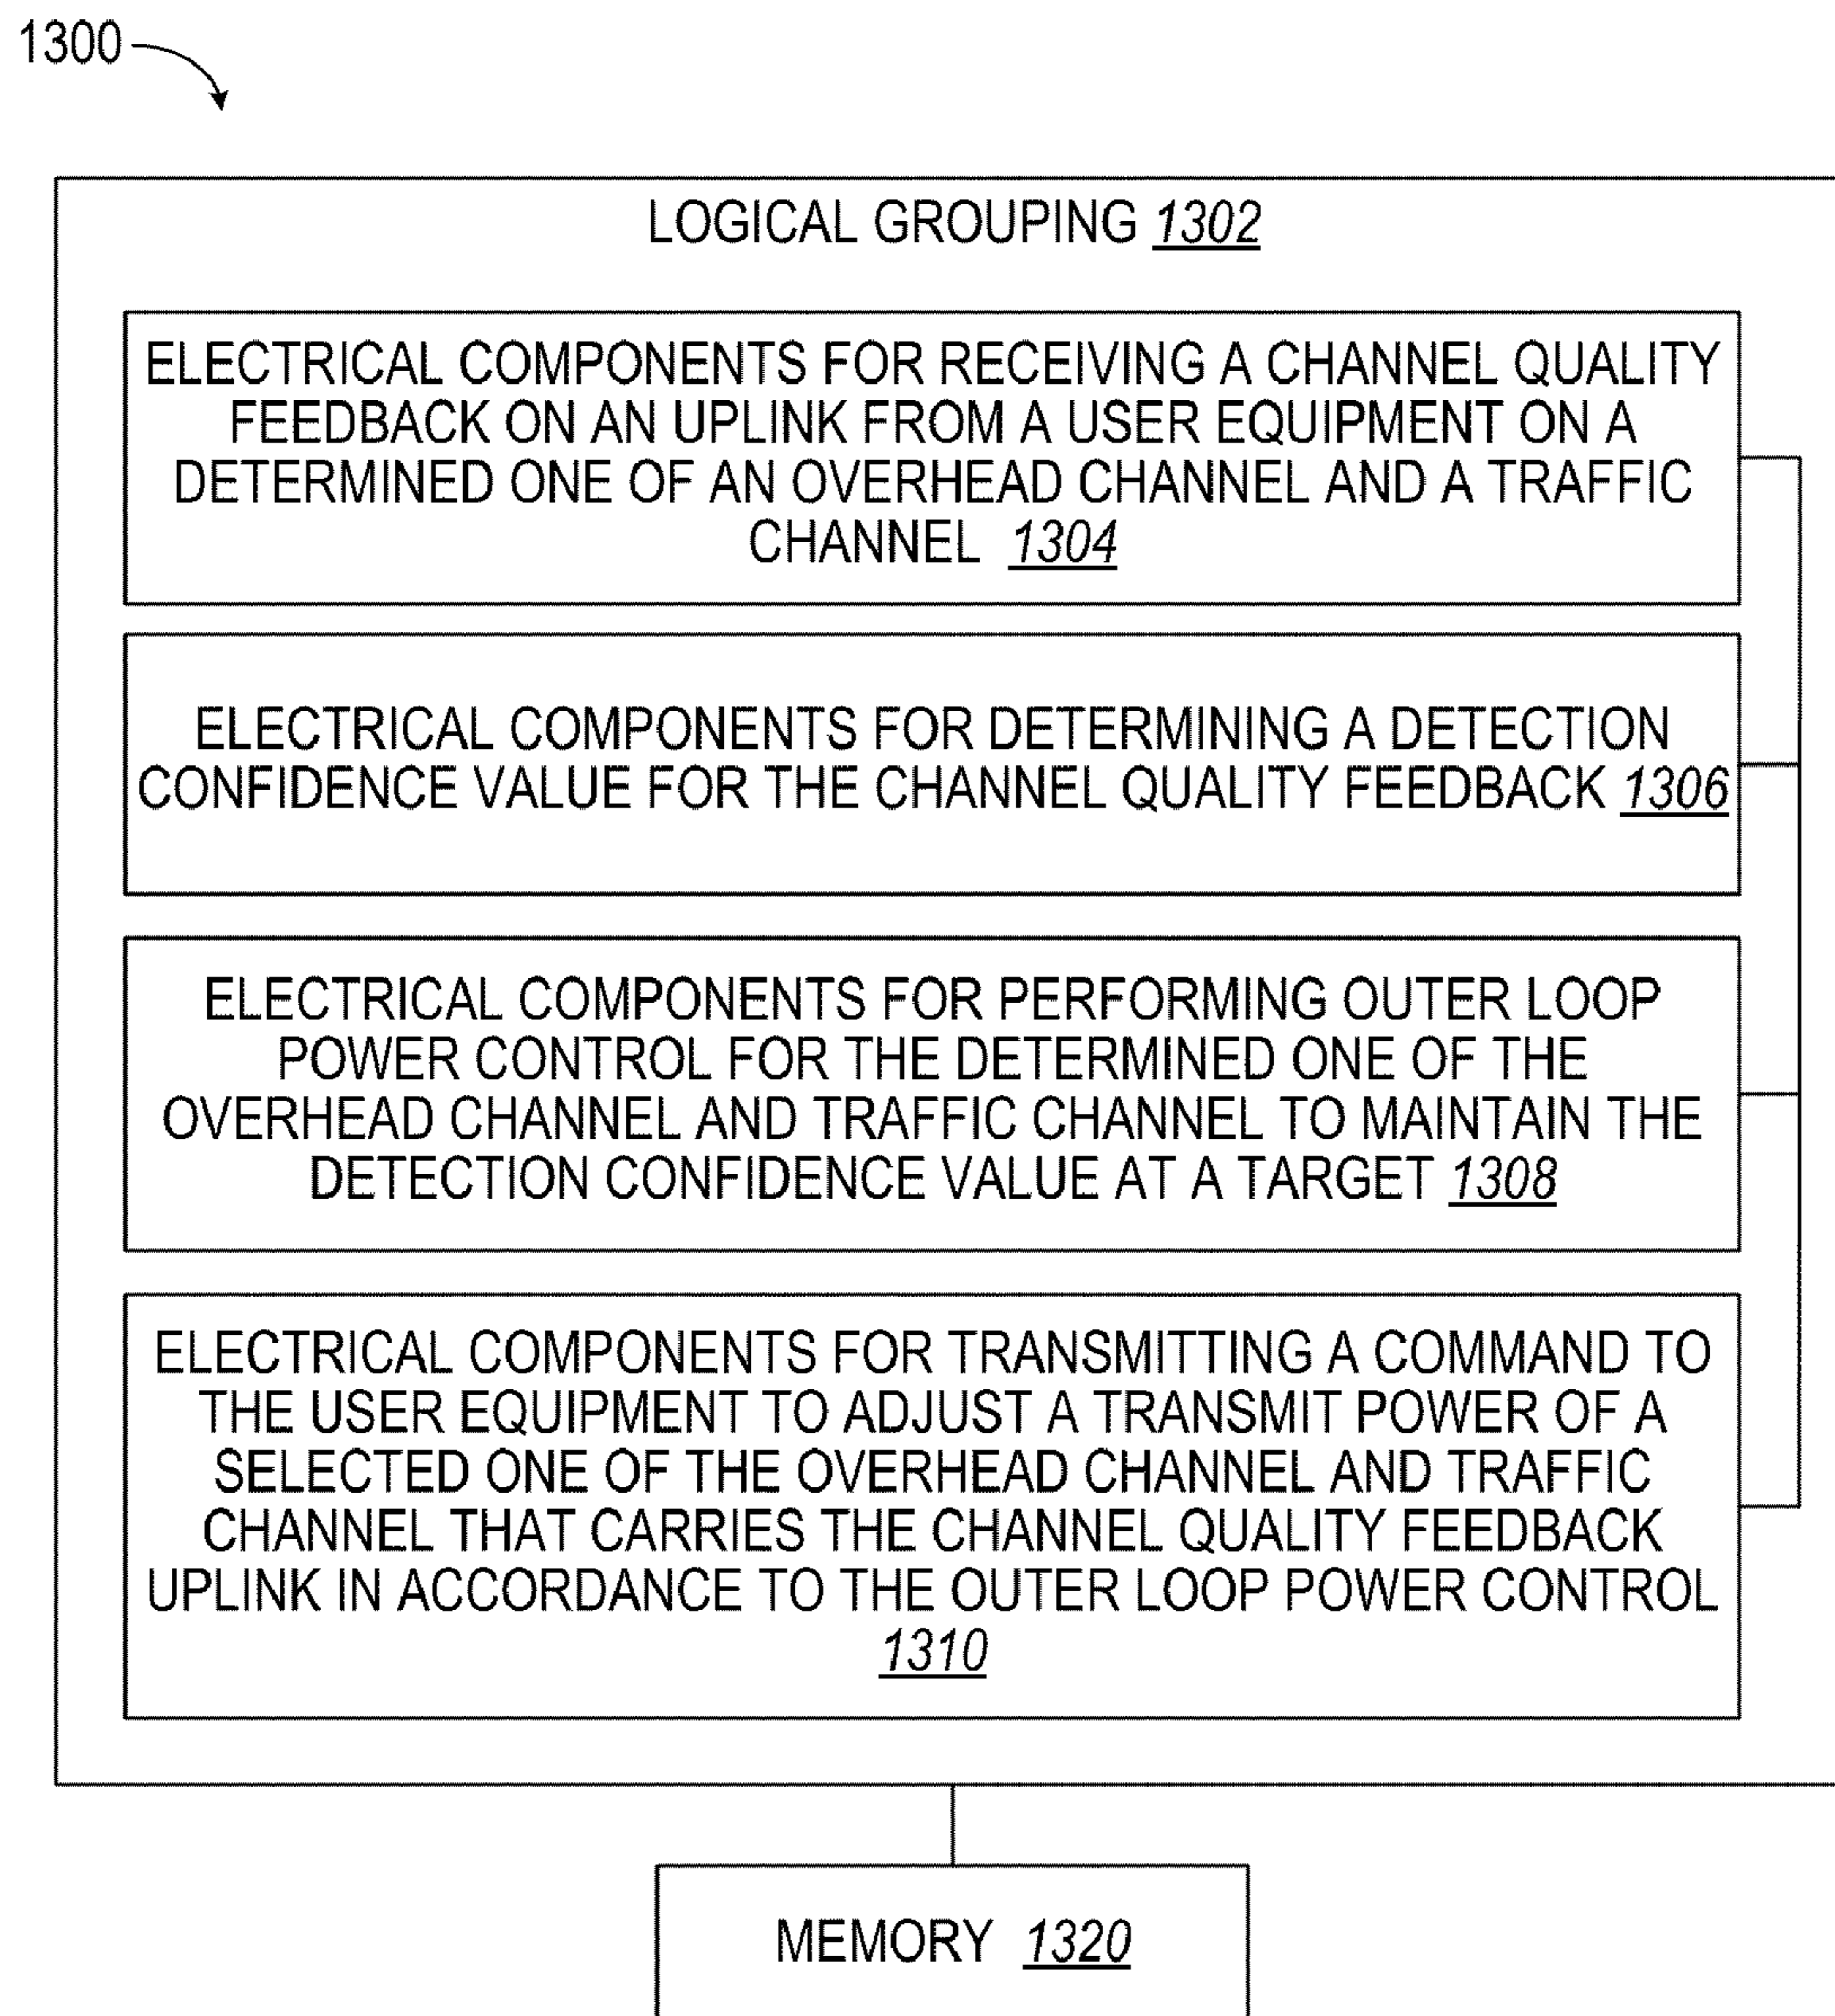 1300
LOGICAL GROUPING 1302
ELECTRICAL COMPONENTS FOR RECEIVING A CHANNEL QUALITY
FEEDBACK ON AN UPLINK FROM A USER EQUIPMENT ON A
DETERMINED ONE OF AN OVERHEAD CHANNEL AND A TRAFFIC
CHANNEL 1304
ELECTRICAL COMPONENTS FOR DETERMINING A DETECTION
CONFIDENCE VALUE FOR THE CHANNEL QUALITY FEEDBACK 1306
ELECTRICAL COMPONENTS FOR PERFORMING OUTER LOOP
POWER CONTROL FOR THE DETERMINED ONE OF THE
OVERHEAD CHANNEL AND TRAFFIC CHANNEL TO MAINTAIN THE
DETECTION CONFIDENCE VALUE AT A TARGET 1308
ELECTRICAL COMPONENTS FOR TRANSMITTING A COMMAND TO
THE USER EQUIPMENT TO ADJUST A TRANSMIT POWER OF A
SELECTED ONE OF THE OVERHEAD CHANNEL AND TRAFFIC
CHANNEL THAT CARRIES THE CHANNEL QUALITY FEEDBACK
UPLINK IN ACCORDANCE TO THE OUTER LOOP POWER CONTROL
1310
MEMORY 1320